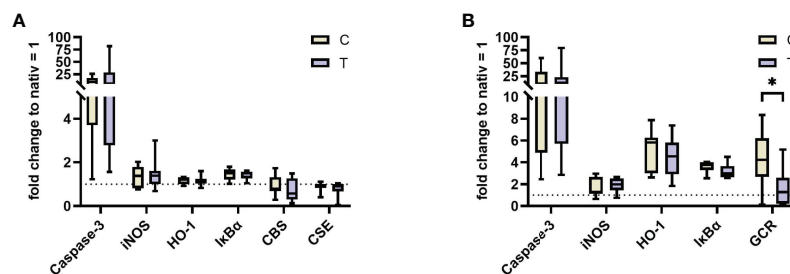 A
fold change to nativ = 1
100
75
50
25
4
2
0
C
T
Caspase-3
iNOS
HO-1
IκBα
CBS
CSE
B
fold change to nativ = 1
100
75
50
25
10
8
6
4
2
0
*
Caspase-3
iNOS
HO-1
IκBα
GCR